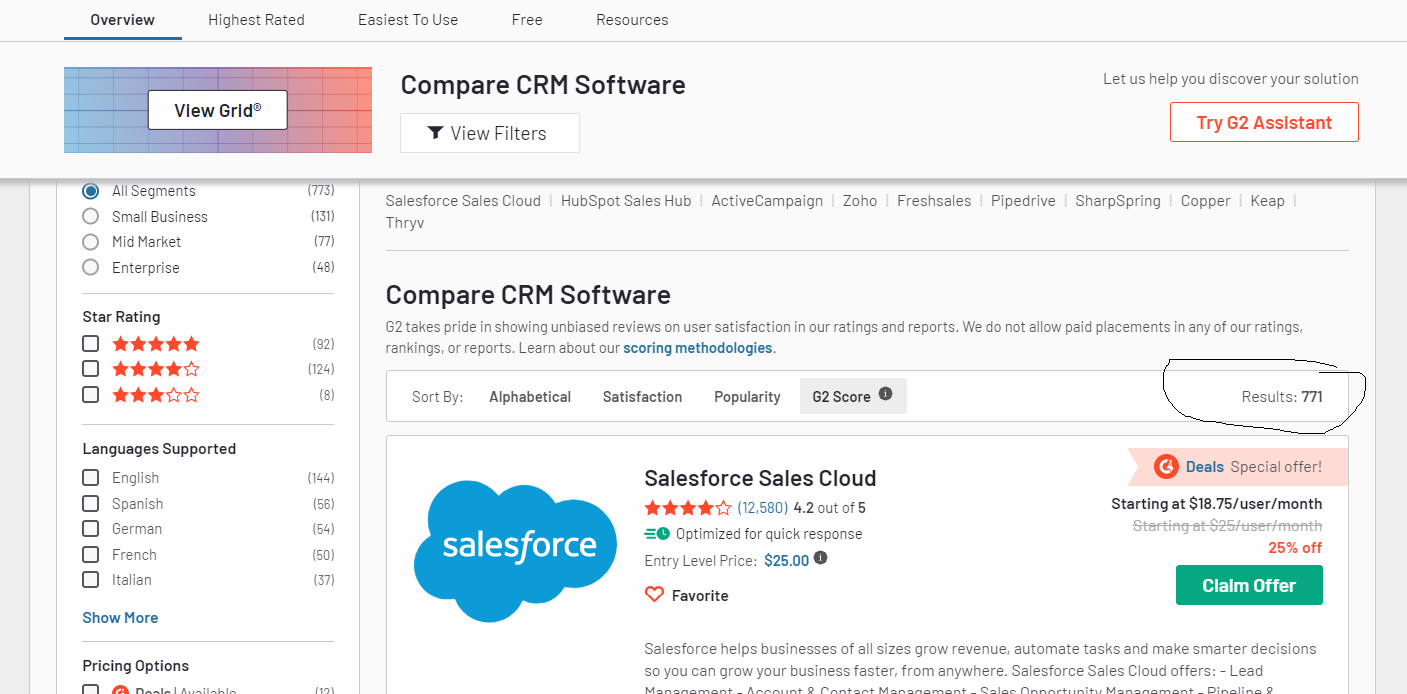 Overview Highest Rated Easiest To Use Free Resources
View Grid®
Compare CRM Software
View Filters
Let us help you discover your solution
Try G2 Assistant
All Segments (773)
Small Business (131)
Mid Market (77)
Enterprise (48)
Star Rating
(92)
(124)
(8)
Languages Supported
English (144)
Spanish (56)
German (54)
French (50)
Italian (37)
Show More
Pricing Options
Deals | Available (12)
Salesforce Sales Cloud | HubSpot Sales Hub | ActiveCampaign | Zoho | Freshsales | Pipedrive | SharpSpring | Copper | Keap |
Thryv
Compare CRM Software
G2 takes pride in showing unbiased reviews on user satisfaction in our ratings and reports. We do not allow paid placements in any of our ratings,
rankings, or reports. Learn about our scoring methodologies.
Sort By: Alphabetical Satisfaction Popularity G2 Score Results: 771
salesforce
Salesforce Sales Cloud
(12,580) 4.2 out of 5
Optimized for quick response
Entry Level Price: $25.00
Favorite
Deals Special offer!
Starting at $18.75/user/month
Starting at $25/user/month
25% off
Claim Offer
Salesforce helps businesses of all sizes grow revenue, automate tasks and make smarter decisions
so you can grow your business faster, from anywhere. Salesforce Sales Cloud offers: - Lead
Management - Account & Contact Management - Sales Opportunity Management - Pipeline &